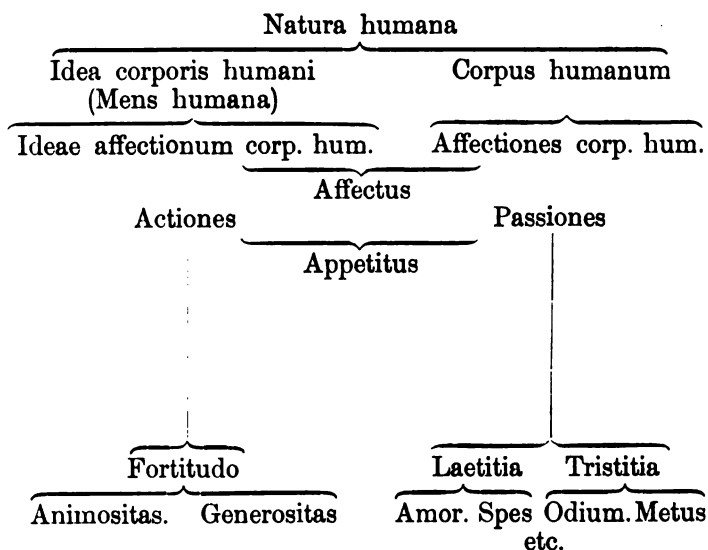 Natura humana
Idea corporis humani Corpus humanum
(Mens humana)
Ideae affectionum corp. hum. Affectiones corp. hum.
Affectus
Actiones Passiones
Appetitus
Fortitudo Laetitia Tristitia
Animositas. Generositas Amor. Spes Odium. Metus
etc.